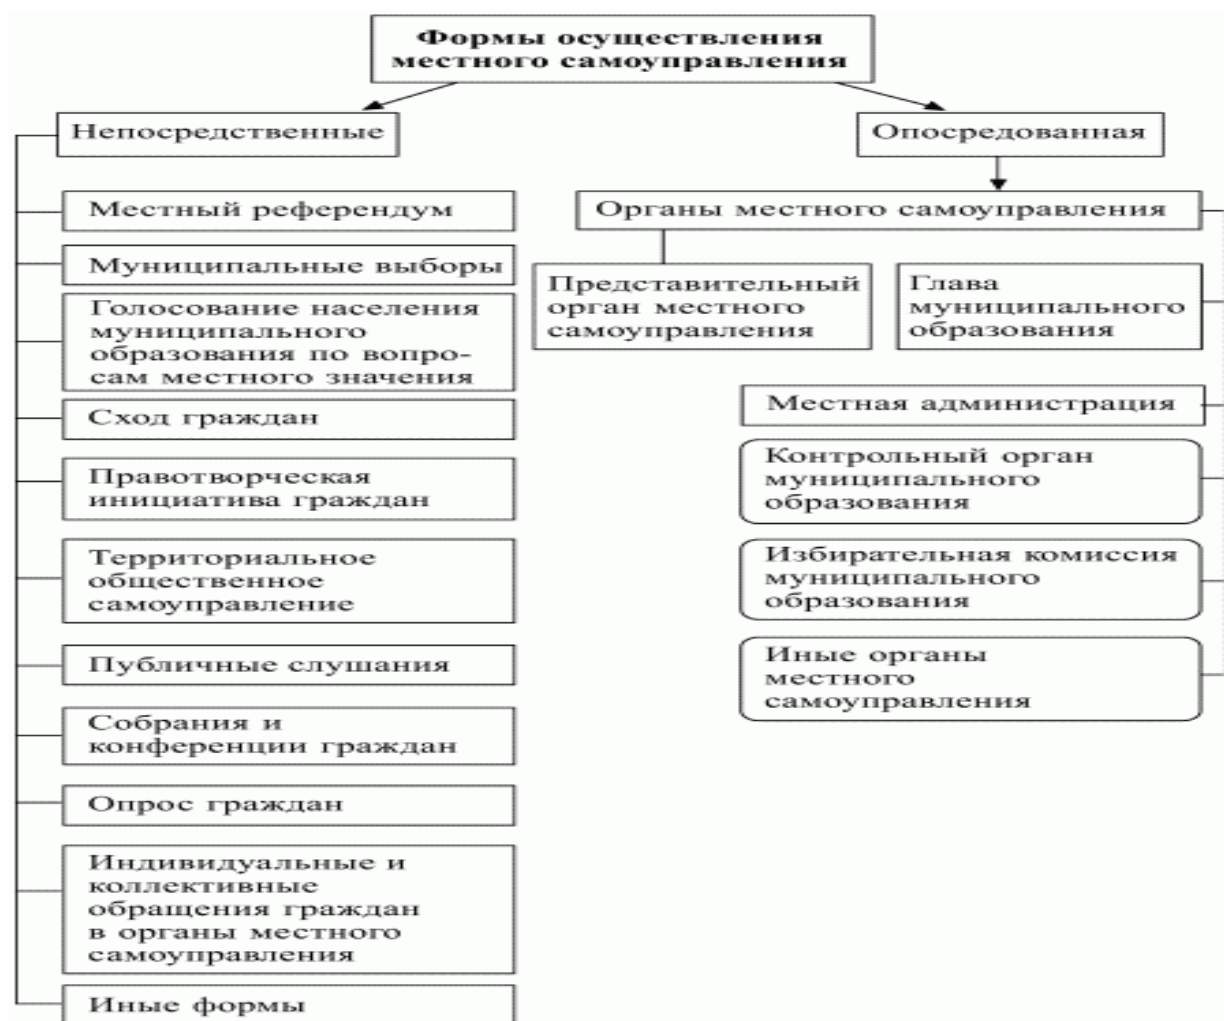 Формы осуществления
местного самоуправления
Непосредственные
Местный референдум
Муниципальные выборы
Голосование населения
муниципального
образования по вопро-
сам местного значения
Сход граждан
Правотворческая
инициатива граждан
Территориальное
общественное
самоуправление
Публичные слушания
Собрания и
конференции граждан
Опрос граждан
Индивидуальные и
коллективные
обращения граждан
в органы местного
самоуправления
Иные формы
Опосредованная
Органы местного самоуправления
Представительный
орган местного
самоуправления
Глава
муниципального
образования
Местная администрация
Контрольный орган
муниципального
образования
Избирательная комиссия
муниципального
образования
Иные органы
местного
самоуправления